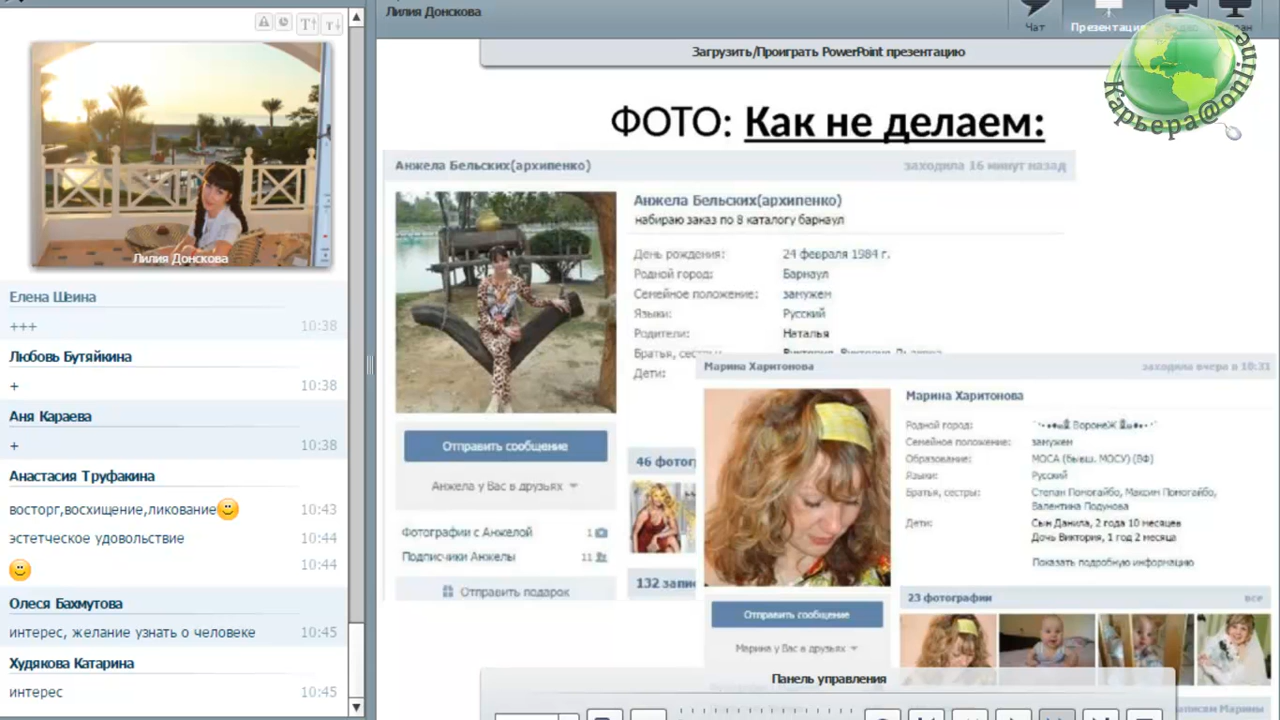 Лилия Донскова
Чат
Презентация
Загрузить/Проиграть PowerPoint презентацию
Карьера@online
T T
Лилия Донскова
Елена Шеина
+++ 10:38
Любовь Бутяйкина
+ 10:38
Аня Караева
+ 10:38
Анастасия Труфакина
восторг,восхищение,ликование 10:43
эстетческое удовольствие 10:44
10:44
Олеся Бахмутова
интерес, желание узнать о человеке 10:45
Худякова Катарина
интерес 10:45
ФОТО: Как не делаем:
Анжела Бельских(архипенко) заходила 16 минут назад
Анжела Бельских(архипенко)
набираю заказ по 8 каталогу барнаул
День рождения: 24 февраля 1984 г.
Родной город: Барнаул
Семейное положение: замужем
Языки: Русский
Родители: Наталья
Братья, сес
Дети:
Отправить сообщение
Анжела у Вас в друзьях
Фотографии с Анжелой 1
Подписчики Анжелы 11
Отправить подарок
46 фотог
132 запи
Марина Харитонова заходила вчера в 10:31
Марина Харитонова
Родной город: ВоронеЖ
Семейное положение: замужем
Образование: МОСА (бывш. МОСУ) (ВФ)
Языки: Русский
Братья, сестры: Степан Помогайбо, Максим Помогайбо,
Валентина Подунова
Дети: Сын Данила, 2 года 10 месяцев
Дочь Виктория, 1 год 2 месяца
Показать подробную информацию
23 фотографии все
Отправить сообщение
Марина у Вас в друзьях
Панель управления